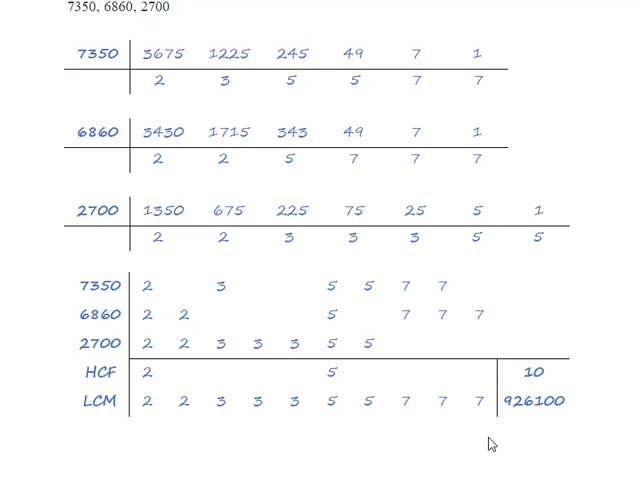 7350, 6860, 2700
7350 3675 1225 245 49 7 1
2 3 5 5 7 7
6860 3430 1715 343 49 7 1
2 2 5 7 7 7
2700 1350 675 225 75 25 5 1
2 2 3 3 3 5 5
7350 2 3 5 5 7 7
6860 2 2 5 7 7 7
2700 2 2 3 3 3 5 5
HCF 2 5 10
LCM 2 2 3 3 3 5 5 7 7 7 926100